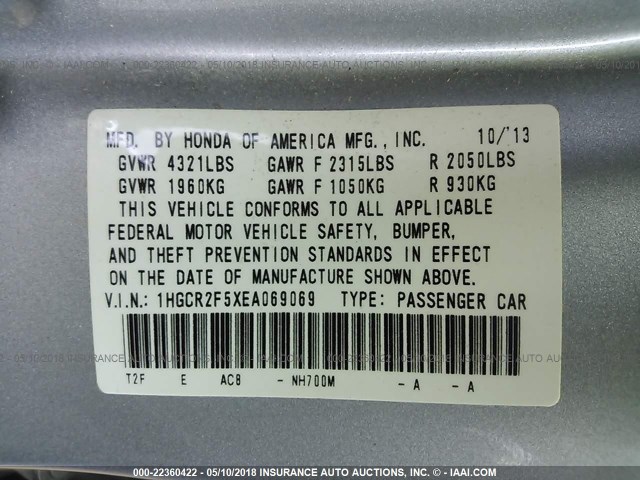 MFD. BY HONDA OF AMERICA MFG., INC. 10/'13
GVWR 4321LBS GAWR F 2315LBS R 2050LBS
GVWR 1960KG GAWR F 1050KG R 930KG
THIS VEHICLE CONFORMS TO ALL APPLICABLE
FEDERAL MOTOR VEHICLE SAFETY, BUMPER,
AND THEFT PREVENTION STANDARDS IN EFFECT
ON THE DATE OF MANUFACTURE SHOWN ABOVE.
V.I.N.: 1HGCR2F5XEA069069 TYPE: PASSENGER CAR
T2F E AC8 - NH700M - A - A
000-22360422 - 05/10/2018 INSURANCE AUTO AUCTIONS, INC. - © IAAI.COM